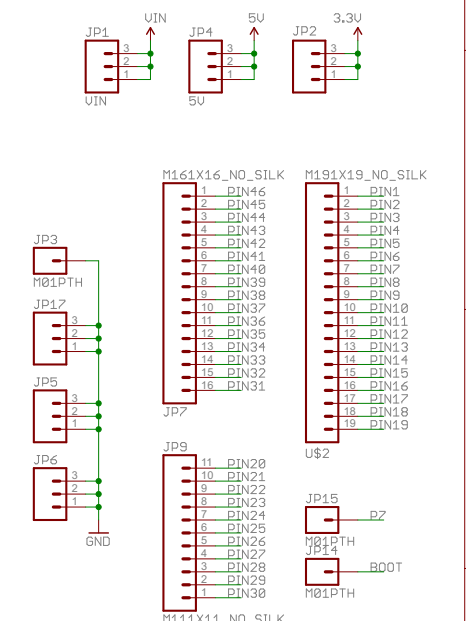 VIN 5V 3.3V
JP1 JP4 JP2
3 3 3
2 2 2
1 1 1
VIN 5V
M161X16_NO_SILK M191X19_NO_SILK
1 PIN46 1 PIN1
2 PIN45 2 PIN2
3 PIN44 3 PIN3
4 PIN43 4 PIN4
5 PIN42 5 PIN5
6 PIN41 6 PIN6
7 PIN40 7 PIN7
8 PIN39 8 PIN8
9 PIN38 9 PIN9
10 PIN37 10 PIN10
11 PIN36 11 PIN11
12 PIN35 12 PIN12
13 PIN34 13 PIN13
14 PIN33 14 PIN14
15 PIN32 15 PIN15
16 PIN31 16 PIN16
17 PIN17
18 PIN18
19 PIN19
JP7
U$2
JP3
M01PTH
JP17
3
2
1
JP5
3
2
1
JP6
3
2
1
GND
JP9
11 PIN20
10 PIN21
9 PIN22
8 PIN23
7 PIN24
6 PIN25
5 PIN26
4 PIN27
3 PIN28
2 PIN29
1 PIN30
M111X11_NO_SILK
JP15
P7
M01PTH
JP14
BOOT
M01PTH